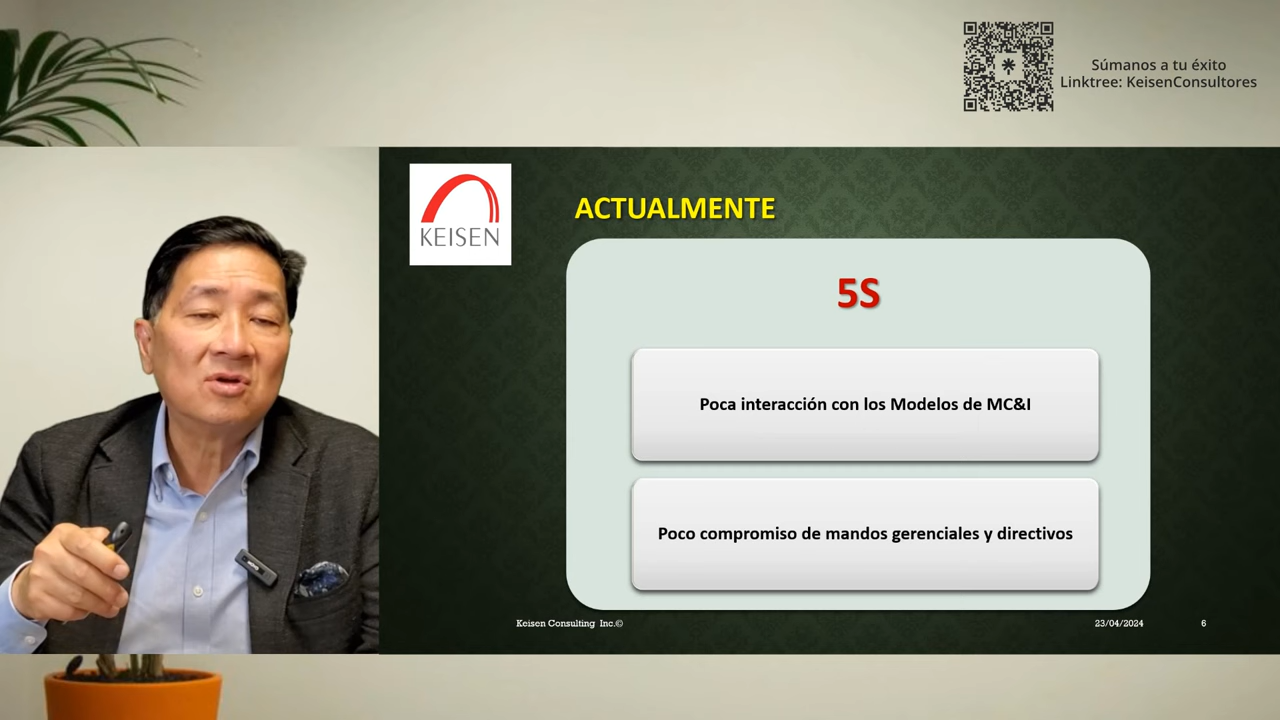 Súmanos a tu éxito
Linktree: KeisenConsultores
KEISEN
ACTUALMENTE
5S
Poca interacción con los Modelos de MC&I
Poco compromiso de mandos gerenciales y directivos
Keisen Consulting Inc.©
23/04/2024
6